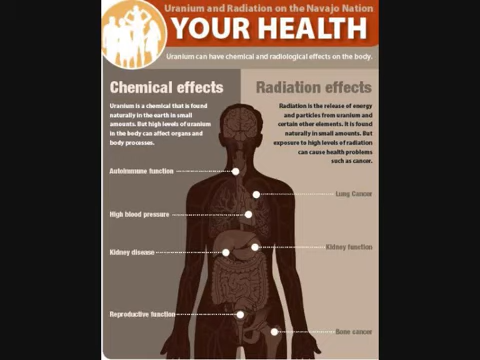 Uranium and Radiation on the Navajo Nation
YOUR HEALTH
Uranium can have chemical and radiological effects on the body.
Chemical effects
Uranium is a chemical that is found
naturally in the earth in small
amounts. But high levels of uranium
in the body can affect organs and
body processes.
Radiation effects
Radiation is the release of energy
and particles from uranium and
certain other elements. It is found
naturally in small amounts. But
exposure to high levels of radiation
can cause health problems
such as cancer.
Autoimmune function
Lung Cancer
High blood pressure
Kidney function
Kidney disease
Reproductive function
Bone cancer